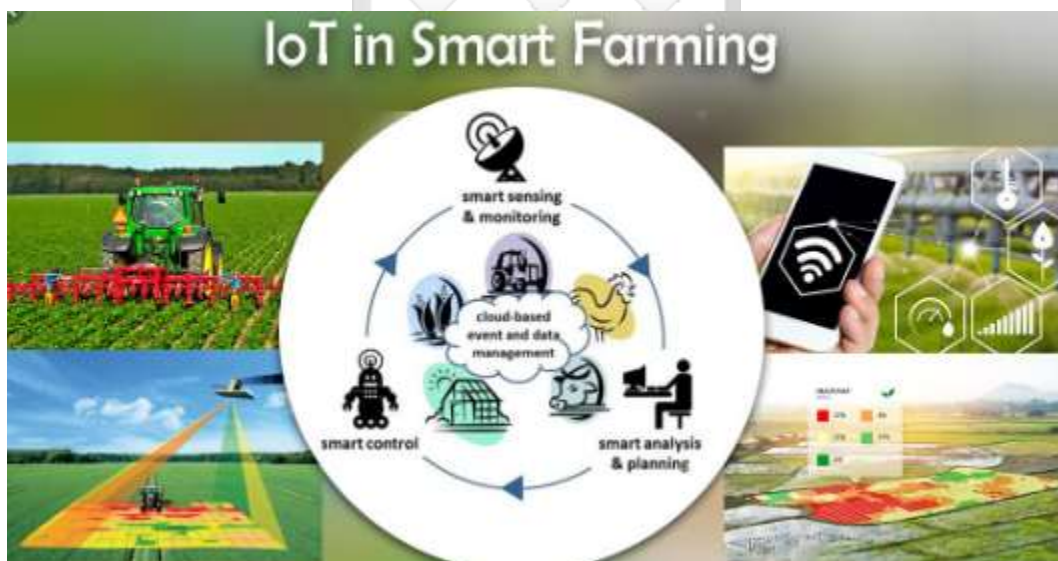 IoT in Smart Farming
smart sensing
& monitoring
cloud-based
event and data
management
smart control
smart analysis
& planning